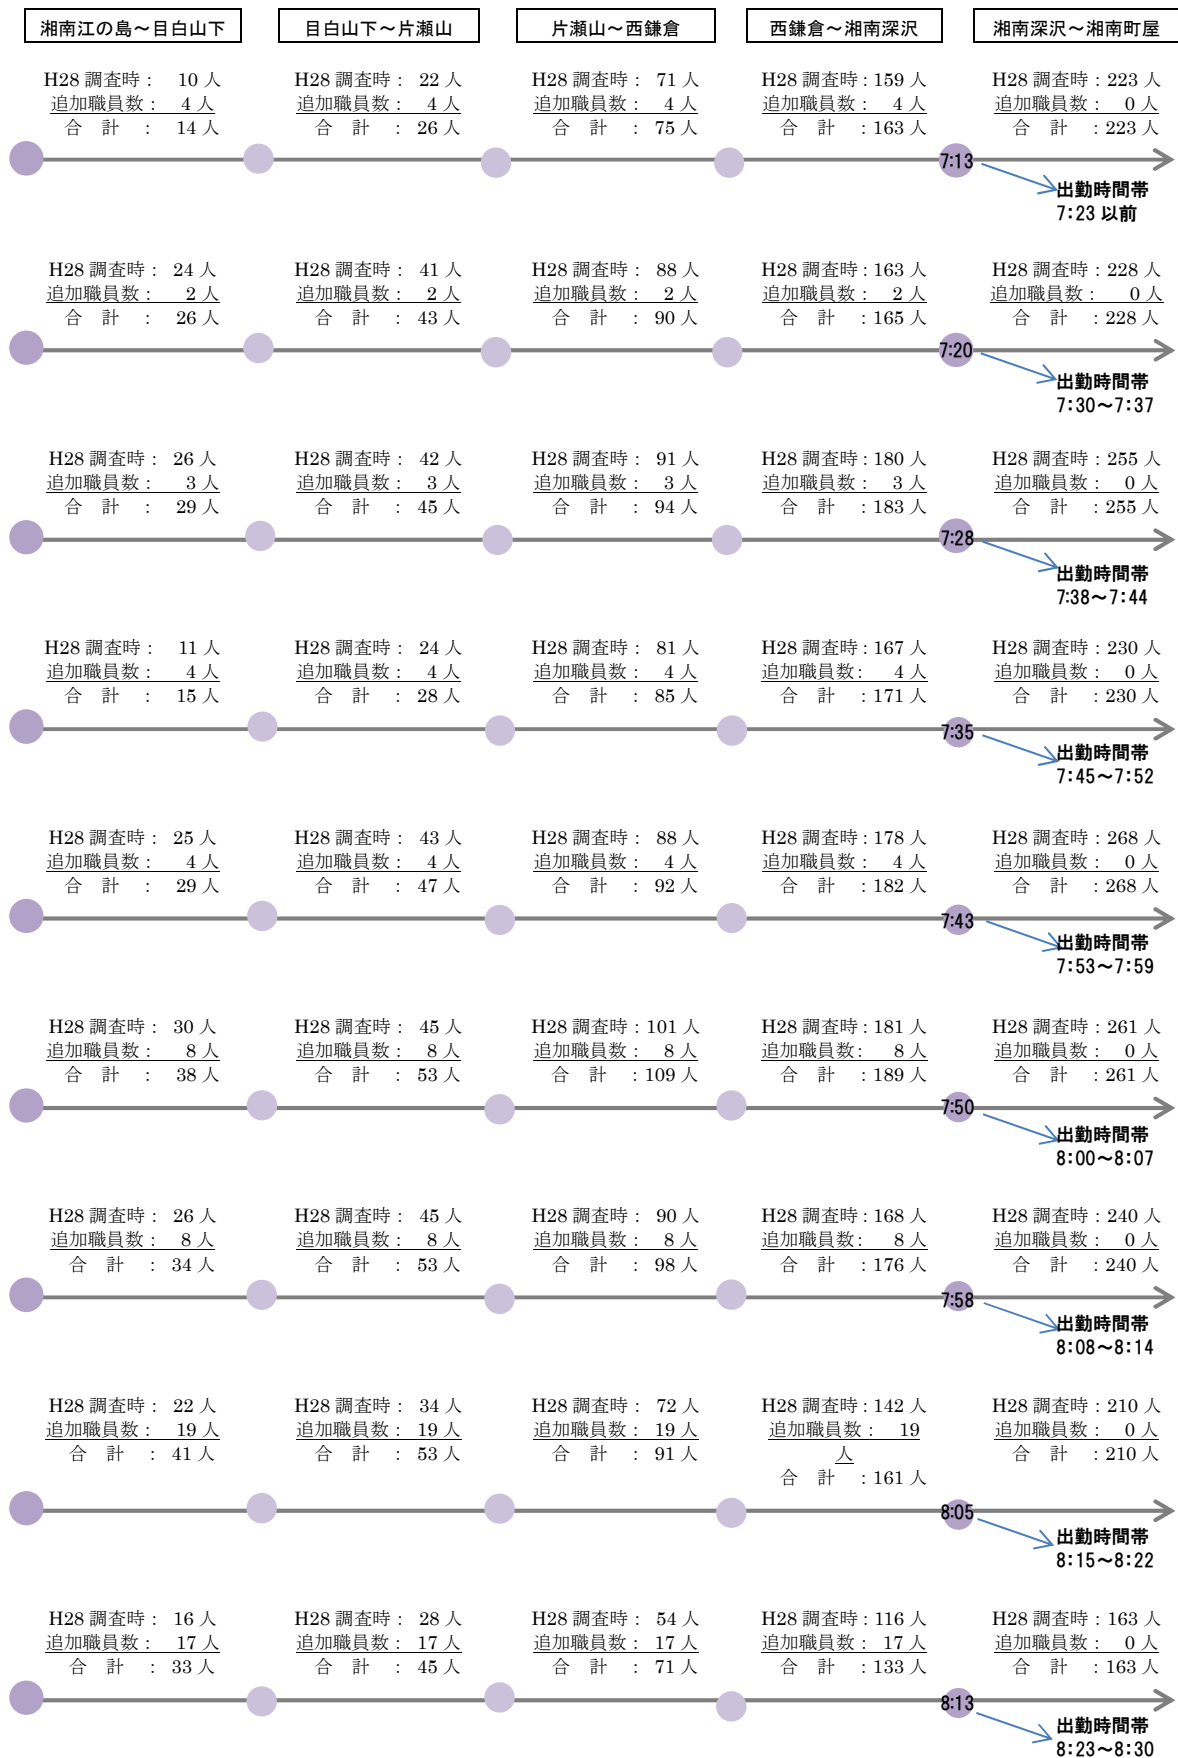 湘南江の島～目白山下 目白山下～片瀬山 片瀬山～西鎌倉 西鎌倉～湘南深沢 湘南深沢～湘南町屋
H28 調査時： 10 人 H28 調査時： 22 人 H28 調査時： 71 人 H28 調査時：159 人 H28 調査時：223 人
追加職員数： 4 人 追加職員数： 4 人 追加職員数： 4 人 追加職員数： 4 人 追加職員数： 0 人
合 計 ： 14 人 合 計 ： 26 人 合 計 ： 75 人 合 計 ：163 人 合 計 ：223 人
7:13
出勤時間帯
7:23 以前
H28 調査時： 24 人 H28 調査時： 41 人 H28 調査時： 88 人 H28 調査時：163 人 H28 調査時：228 人
追加職員数： 2 人 追加職員数： 2 人 追加職員数： 2 人 追加職員数： 2 人 追加職員数： 0 人
合 計 ： 26 人 合 計 ： 43 人 合 計 ： 90 人 合 計 ：165 人 合 計 ：228 人
7:20
出勤時間帯
7:30～7:37
H28 調査時： 26 人 H28 調査時： 42 人 H28 調査時： 91 人 H28 調査時：180 人 H28 調査時：255 人
追加職員数： 3 人 追加職員数： 3 人 追加職員数： 3 人 追加職員数： 3 人 追加職員数： 0 人
合 計 ： 29 人 合 計 ： 45 人 合 計 ： 94 人 合 計 ：183 人 合 計 ：255 人
7:28
出勤時間帯
7:38～7:44
H28 調査時： 11 人 H28 調査時： 24 人 H28 調査時： 81 人 H28 調査時：167 人 H28 調査時：230 人
追加職員数： 4 人 追加職員数： 4 人 追加職員数： 4 人 追加職員数： 4 人 追加職員数： 0 人
合 計 ： 15 人 合 計 ： 28 人 合 計 ： 85 人 合 計 ：171 人 合 計 ：230 人
7:35
出勤時間帯
7:45～7:52
H28 調査時： 25 人 H28 調査時： 43 人 H28 調査時： 88 人 H28 調査時：178 人 H28 調査時：268 人
追加職員数： 4 人 追加職員数： 4 人 追加職員数： 4 人 追加職員数： 4 人 追加職員数： 0 人
合 計 ： 29 人 合 計 ： 47 人 合 計 ： 92 人 合 計 ：182 人 合 計 ：268 人
7:43
出勤時間帯
7:53～7:59
H28 調査時： 30 人 H28 調査時： 45 人 H28 調査時：101 人 H28 調査時：181 人 H28 調査時：261 人
追加職員数： 8 人 追加職員数： 8 人 追加職員数： 8 人 追加職員数： 8 人 追加職員数： 0 人
合 計 ： 38 人 合 計 ： 53 人 合 計 ：109 人 合 計 ：189 人 合 計 ：261 人
7:50
出勤時間帯
8:00～8:07
H28 調査時： 26 人 H28 調査時： 45 人 H28 調査時： 90 人 H28 調査時：168 人 H28 調査時：240 人
追加職員数： 8 人 追加職員数： 8 人 追加職員数： 8 人 追加職員数： 8 人 追加職員数： 0 人
合 計 ： 34 人 合 計 ： 53 人 合 計 ： 98 人 合 計 ：176 人 合 計 ：240 人
7:58
出勤時間帯
8:08～8:14
H28 調査時： 22 人 H28 調査時： 34 人 H28 調査時： 72 人 H28 調査時：142 人 H28 調査時：210 人
追加職員数： 19 人 追加職員数： 19 人 追加職員数： 19 人 追加職員数： 19 追加職員数： 0 人
人
合 計 ： 41 人 合 計 ： 53 人 合 計 ： 91 人 合 計 ：161 人 合 計 ：210 人
8:05
出勤時間帯
8:15～8:22
H28 調査時： 16 人 H28 調査時： 28 人 H28 調査時： 54 人 H28 調査時：116 人 H28 調査時：163 人
追加職員数： 17 人 追加職員数： 17 人 追加職員数： 17 人 追加職員数： 17 人 追加職員数： 0 人
合 計 ： 33 人 合 計 ： 45 人 合 計 ： 71 人 合 計 ：133 人 合 計 ：163 人
8:13
出勤時間帯
8:23～8:30